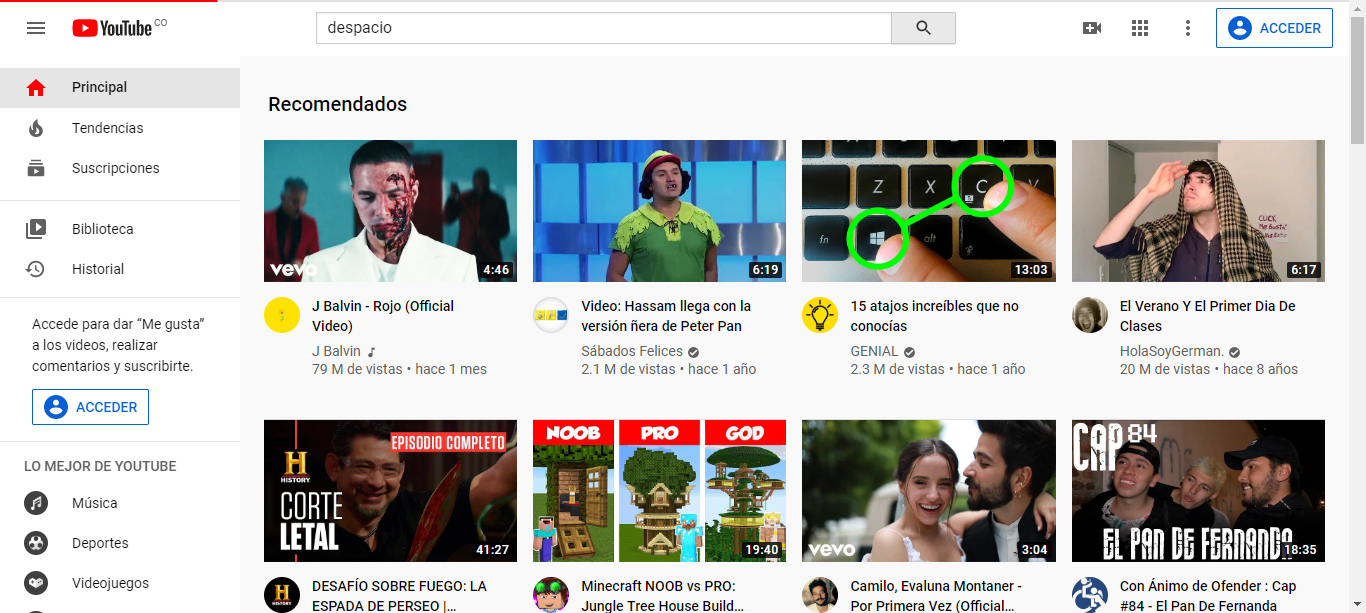 YouTube CO
despacio
ACCEDER
Principal
Tendencias
Suscripciones
Biblioteca
Historial
Accede para dar “Me gusta”
a los videos, realizar
comentarios y suscribirte.
ACCEDER
LO MEJOR DE YOUTUBE
Música
Deportes
Videojuegos
Recomendados
vevo
4:46
J Balvin - Rojo (Official
Video)
J Balvin
79 M de vistas • hace 1 mes
6:19
Video: Hassam llega con la
versión ñera de Peter Pan
Sábados Felices
2.1 M de vistas • hace 1 año
Z X C V
fn alt
13:03
15 atajos increíbles que no
conocías
GENIAL
2.3 M de vistas • hace 1 año
CLICK
Me Gusta!
6:17
El Verano Y El Primer Dia De
Clases
HolaSoyGerman.
20 M de vistas • hace 8 años
EPISODIO COMPLETO
H
HISTORY
CORTE
LETAL
41:27
DESAFÍO SOBRE FUEGO: LA
ESPADA DE PERSEO |...
NOOB PRO GOD
19:40
Minecraft NOOB vs PRO:
Jungle Tree House Build...
vevo
3:04
Camilo, Evaluna Montaner -
Por Primera Vez (Official...
CAP 84
EL PAN DE FERNANDO
18:35
Con Ánimo de Ofender : Cap
#84 - El Pan De Fernanda